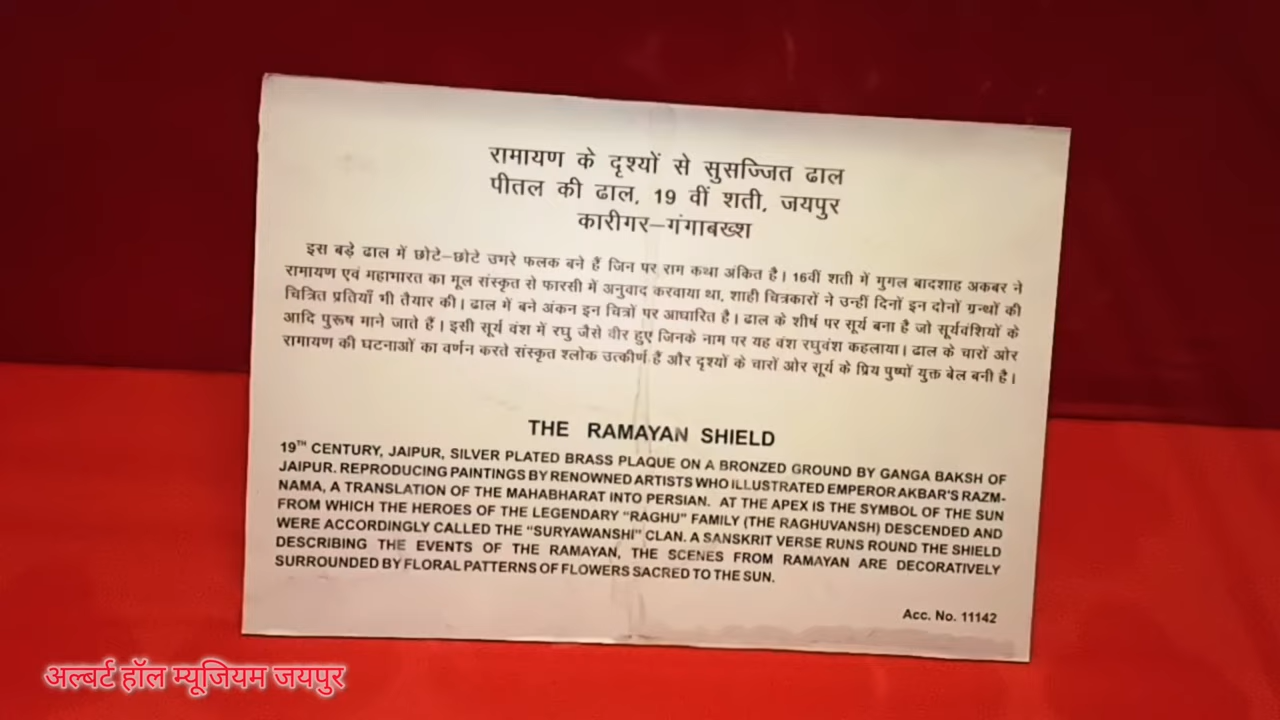 रामायण के दृश्यों से सुसज्जित ढाल
पीतल की ढाल, 19 वीं शती, जयपुर
कारीगर–गंगाबख्श
इस बड़े ढाल में छोटे–छोटे उभरे फलक बने हैं जिन पर राम कथा अंकित है। 16वीं शती में मुगल बादशाह अकबर ने
रामायण एवं महाभारत का मूल संस्कृत से फारसी में अनुवाद करवाया था, शाही चित्रकारों ने उन्हीं दिनों इन दोनों ग्रन्थों की
चित्रित प्रतियाँ भी तैयार की। ढाल में बने अंकन इन चित्रों पर आधारित है। ढाल के शीर्ष पर सूर्य बना है जो सूर्यवंशियों के
आदि पुरूष माने जाते हैं। इसी सूर्य वंश में रघु जैसे वीर हुए जिनके नाम पर यह वंश रघुवंश कहलाया। ढाल के चारों ओर
रामायण की घटनाओं का वर्णन करते संस्कृत श्लोक उत्कीर्ण हैं और दृश्यों के चारों ओर सूर्य के प्रिय पुष्पों युक्त बेल बनी है।
THE RAMAYAN SHIELD
19TH CENTURY, JAIPUR, SILVER PLATED BRASS PLAQUE ON A BRONZED GROUND BY GANGA BAKSH OF
JAIPUR. REPRODUCING PAINTINGS BY RENOWNED ARTISTS WHO ILLUSTRATED EMPEROR AKBAR'S RAZM-
NAMA, A TRANSLATION OF THE MAHABHARAT INTO PERSIAN. AT THE APEX IS THE SYMBOL OF THE SUN
FROM WHICH THE HEROES OF THE LEGENDARY "RAGHU" FAMILY (THE RAGHUVANSH) DESCENDED AND
WERE ACCORDINGLY CALLED THE "SURYAWANSHI" CLAN. A SANSKRIT VERSE RUNS ROUND THE SHIELD
DESCRIBING THE EVENTS OF THE RAMAYAN, THE SCENES FROM RAMAYAN ARE DECORATIVELY
SURROUNDED BY FLORAL PATTERNS OF FLOWERS SACRED TO THE SUN.
Acc. No. 11142
अल्बर्ट हॉल म्यूजियम जयपुर